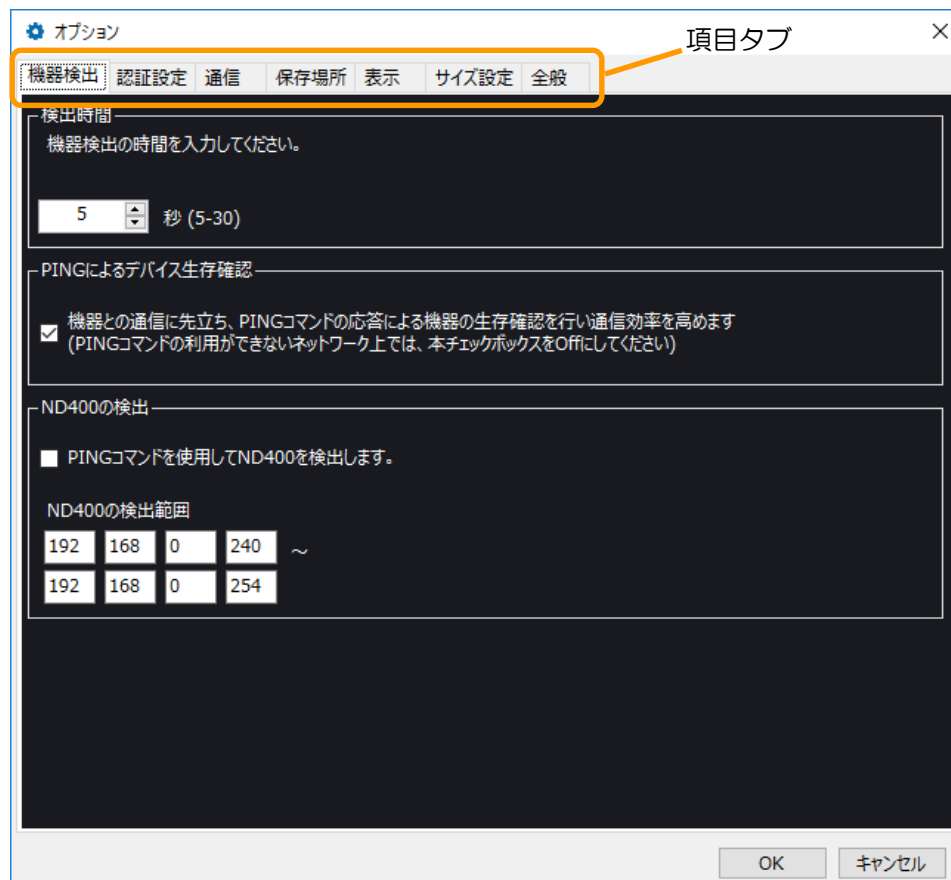 オプション
項目タブ
機器検出 認証設定 通信 保存場所 表示 サイズ設定 全般
検出時間
機器検出の時間を入力してください。
5 秒 (5-30)
PINGによるデバイス生存確認
機器との通信に先立ち、PINGコマンドの応答による機器の生存確認を行い通信効率を高めます
(PINGコマンドの利用ができないネットワーク上では、本チェックボックスをOffにしてください)
ND400の検出
PINGコマンドを使用してND400を検出します。
ND400の検出範囲
192 168 0 240 ～
192 168 0 254
OK キャンセル